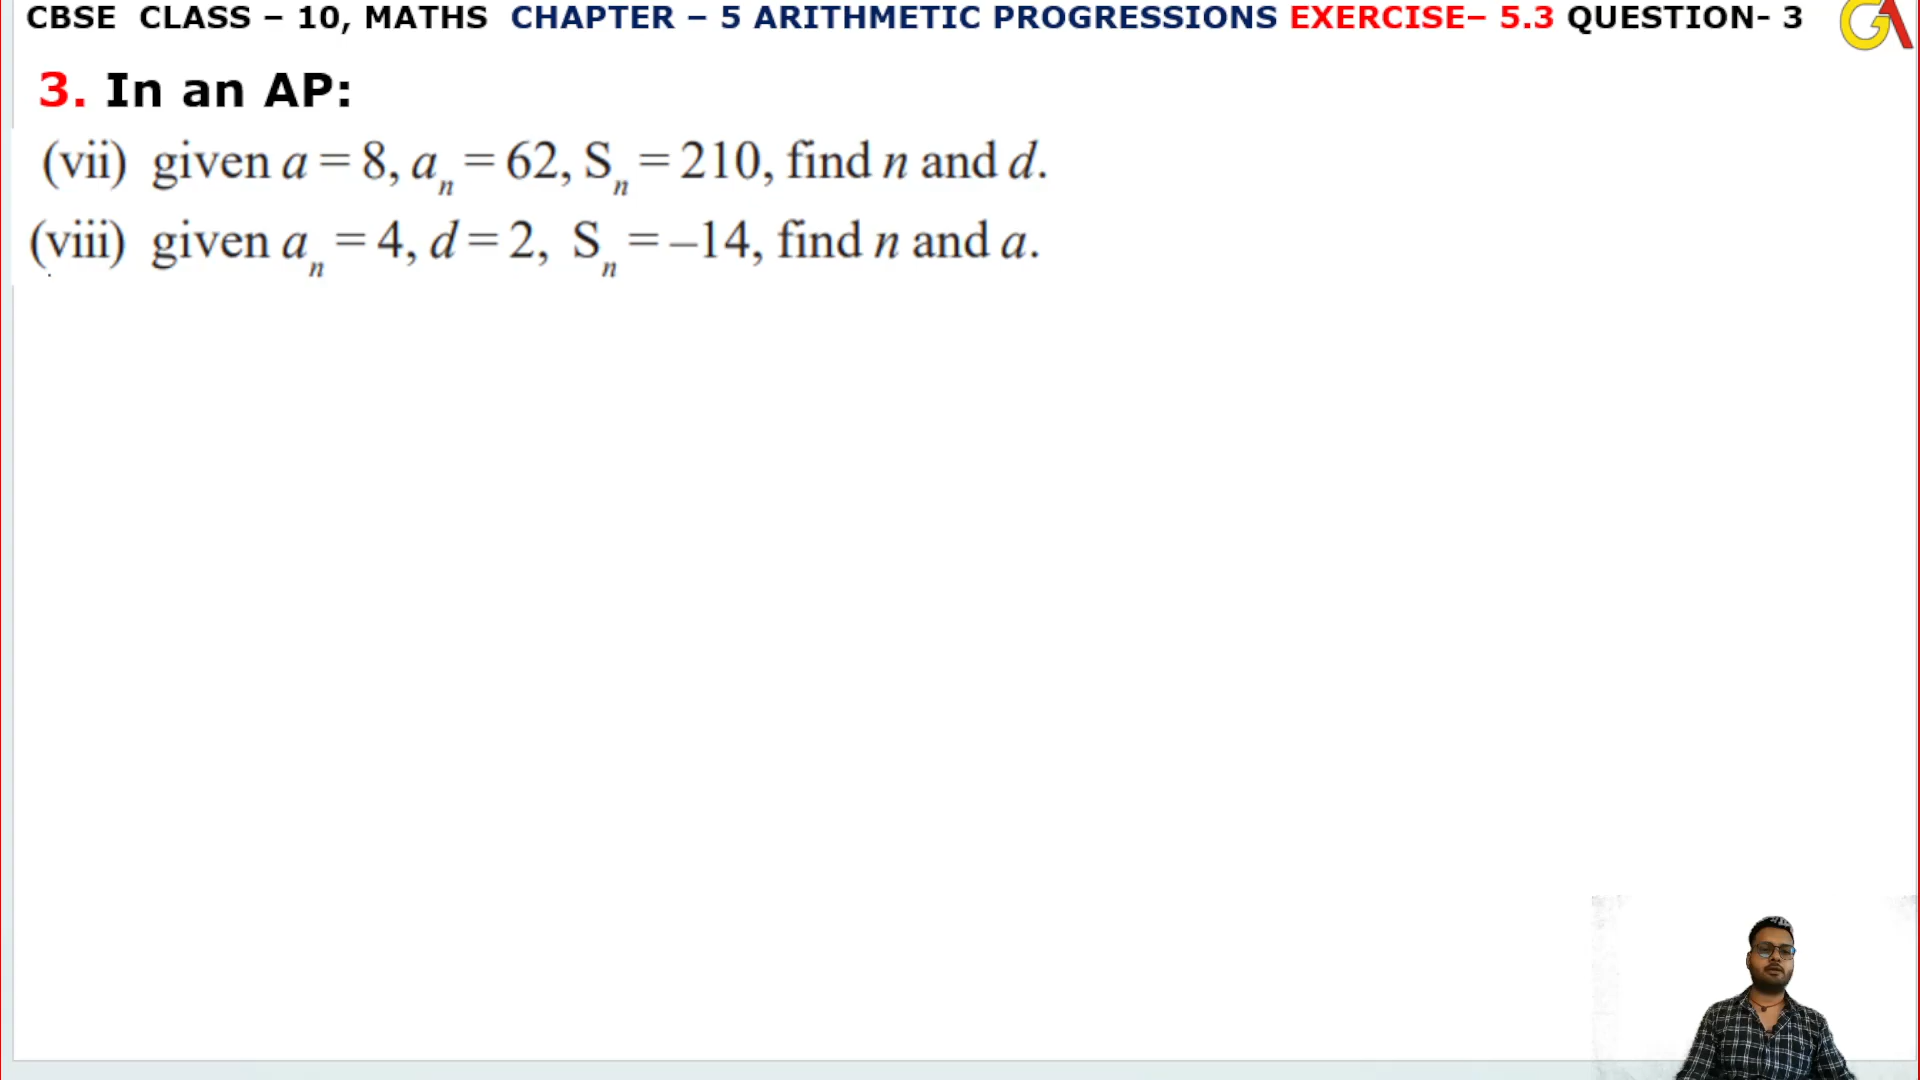 CBSE CLASS – 10, MATHS CHAPTER – 5 ARITHMETIC PROGRESSIONS EXERCISE– 5.3 QUESTION- 3
3. In an AP:
(vii) given a = 8, aₙ = 62, Sₙ = 210, find n and d.
(viii) given aₙ = 4, d = 2, Sₙ = –14, find n and a.